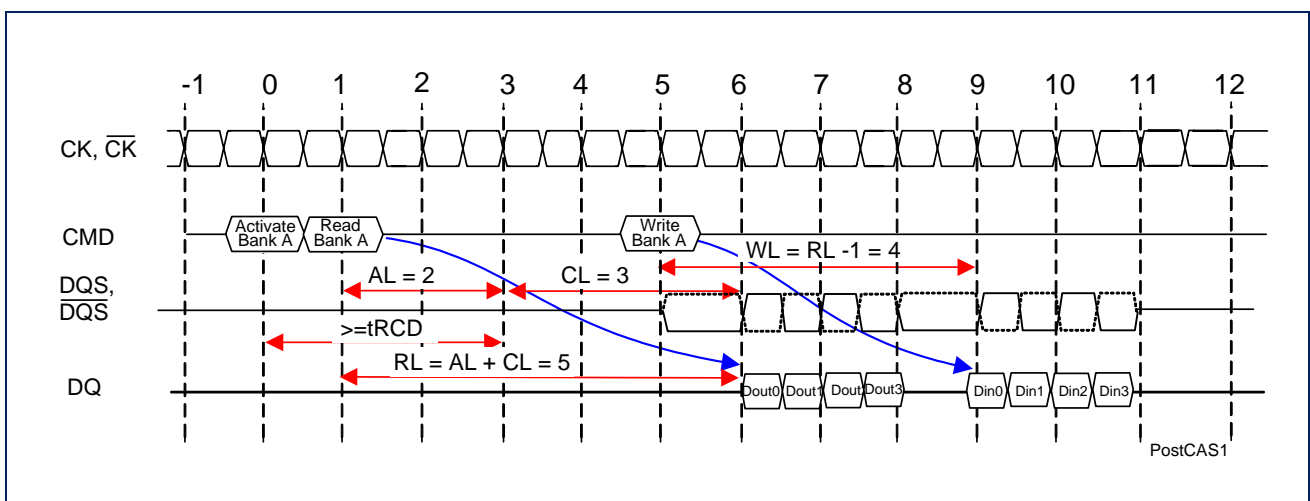 -1 0 1 2 3 4 5 6 7 8 9 10 11 12
CK, CK
CMD
Activate Bank A
Read Bank A
Write Bank A
WL = RL -1 = 4
AL = 2
CL = 3
DQS,
DQS
>=tRCD
RL = AL + CL = 5
DQ
Dout0 Dout1 Dout2 Dout3 Din0 Din1 Din2 Din3
PostCAS1